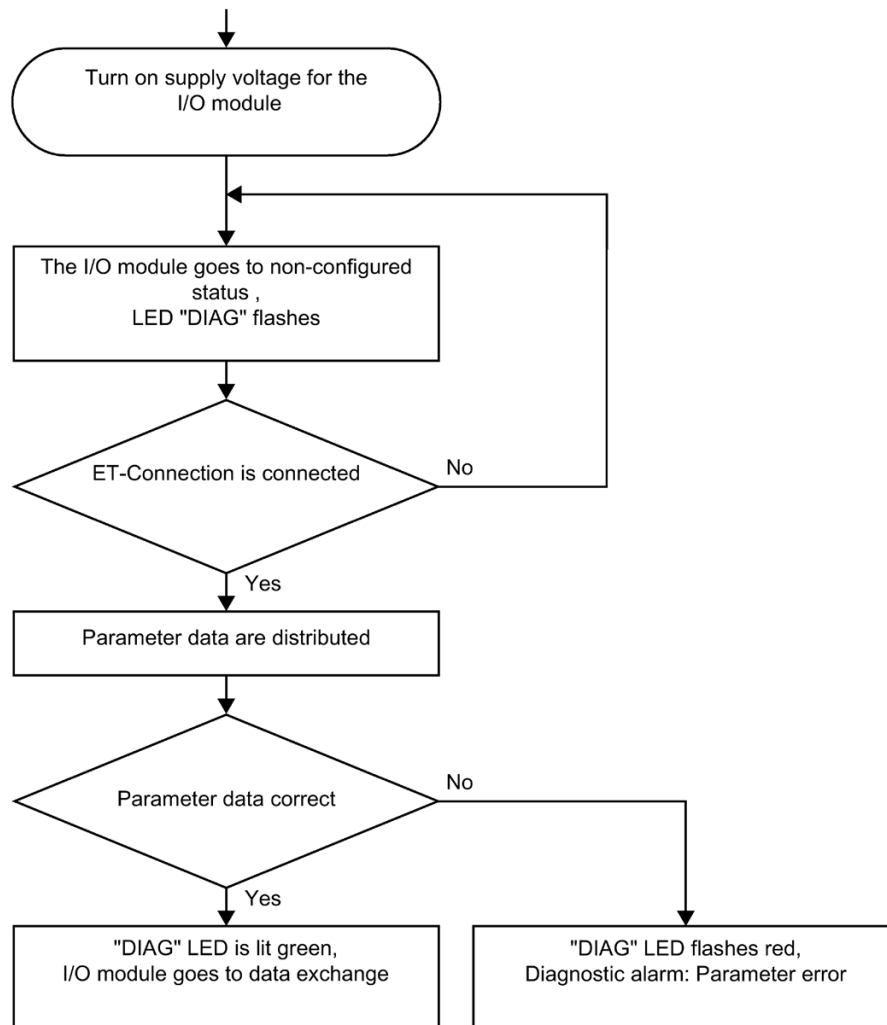 Turn on supply voltage for the
I/O module
The I/O module goes to non-configured
status ,
LED "DIAG" flashes
ET-Connection is connected
No
Yes
Parameter data are distributed
Parameter data correct
No
Yes
"DIAG" LED is lit green,
I/O module goes to data exchange
"DIAG" LED flashes red,
Diagnostic alarm: Parameter error